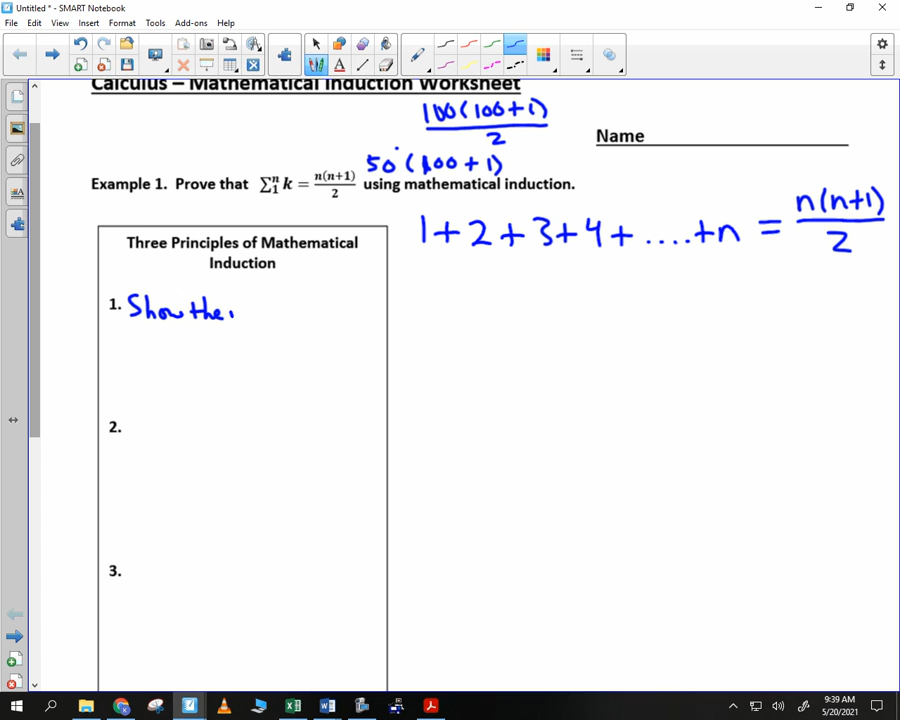 Untitled * - SMART Notebook
File Edit View Insert Format Tools Add-ons Help
Calculus – Mathematical Induction Worksheet
100(100+1)
2
Name
50(100+1)
Example 1. Prove that ∑₁ⁿ k = n(n+1)/2 using mathematical induction.
1+2+3+4+....+n = n(n+1)/2
Three Principles of Mathematical
Induction
1. Show the
2.
3.
9:39 AM
5/20/2021